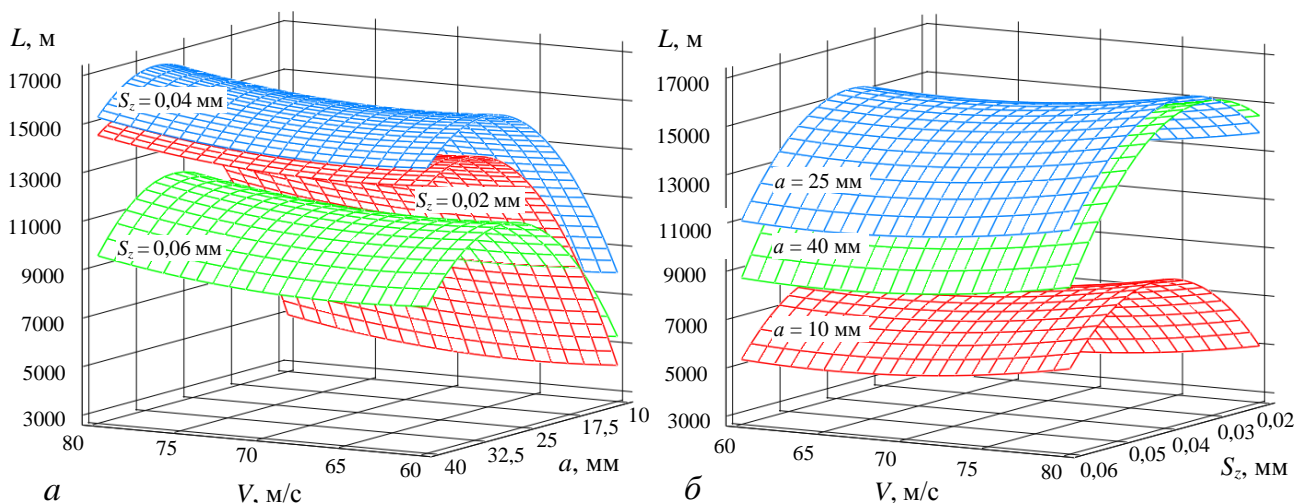 L, м
17000
15000
13000
11000
9000
7000
5000
3000
S_z = 0,04 мм
S_z = 0,02 мм
S_z = 0,06 мм
80
75
70
65
60
V, м/с
40
32,5
25
17,5
10
a, мм
а
L, м
17000
15000
13000
11000
9000
7000
5000
3000
a = 25 мм
a = 40 мм
a = 10 мм
60
65
70
75
80
V, м/с
0,06
0,05
0,04
0,03
0,02
S_z, мм
б